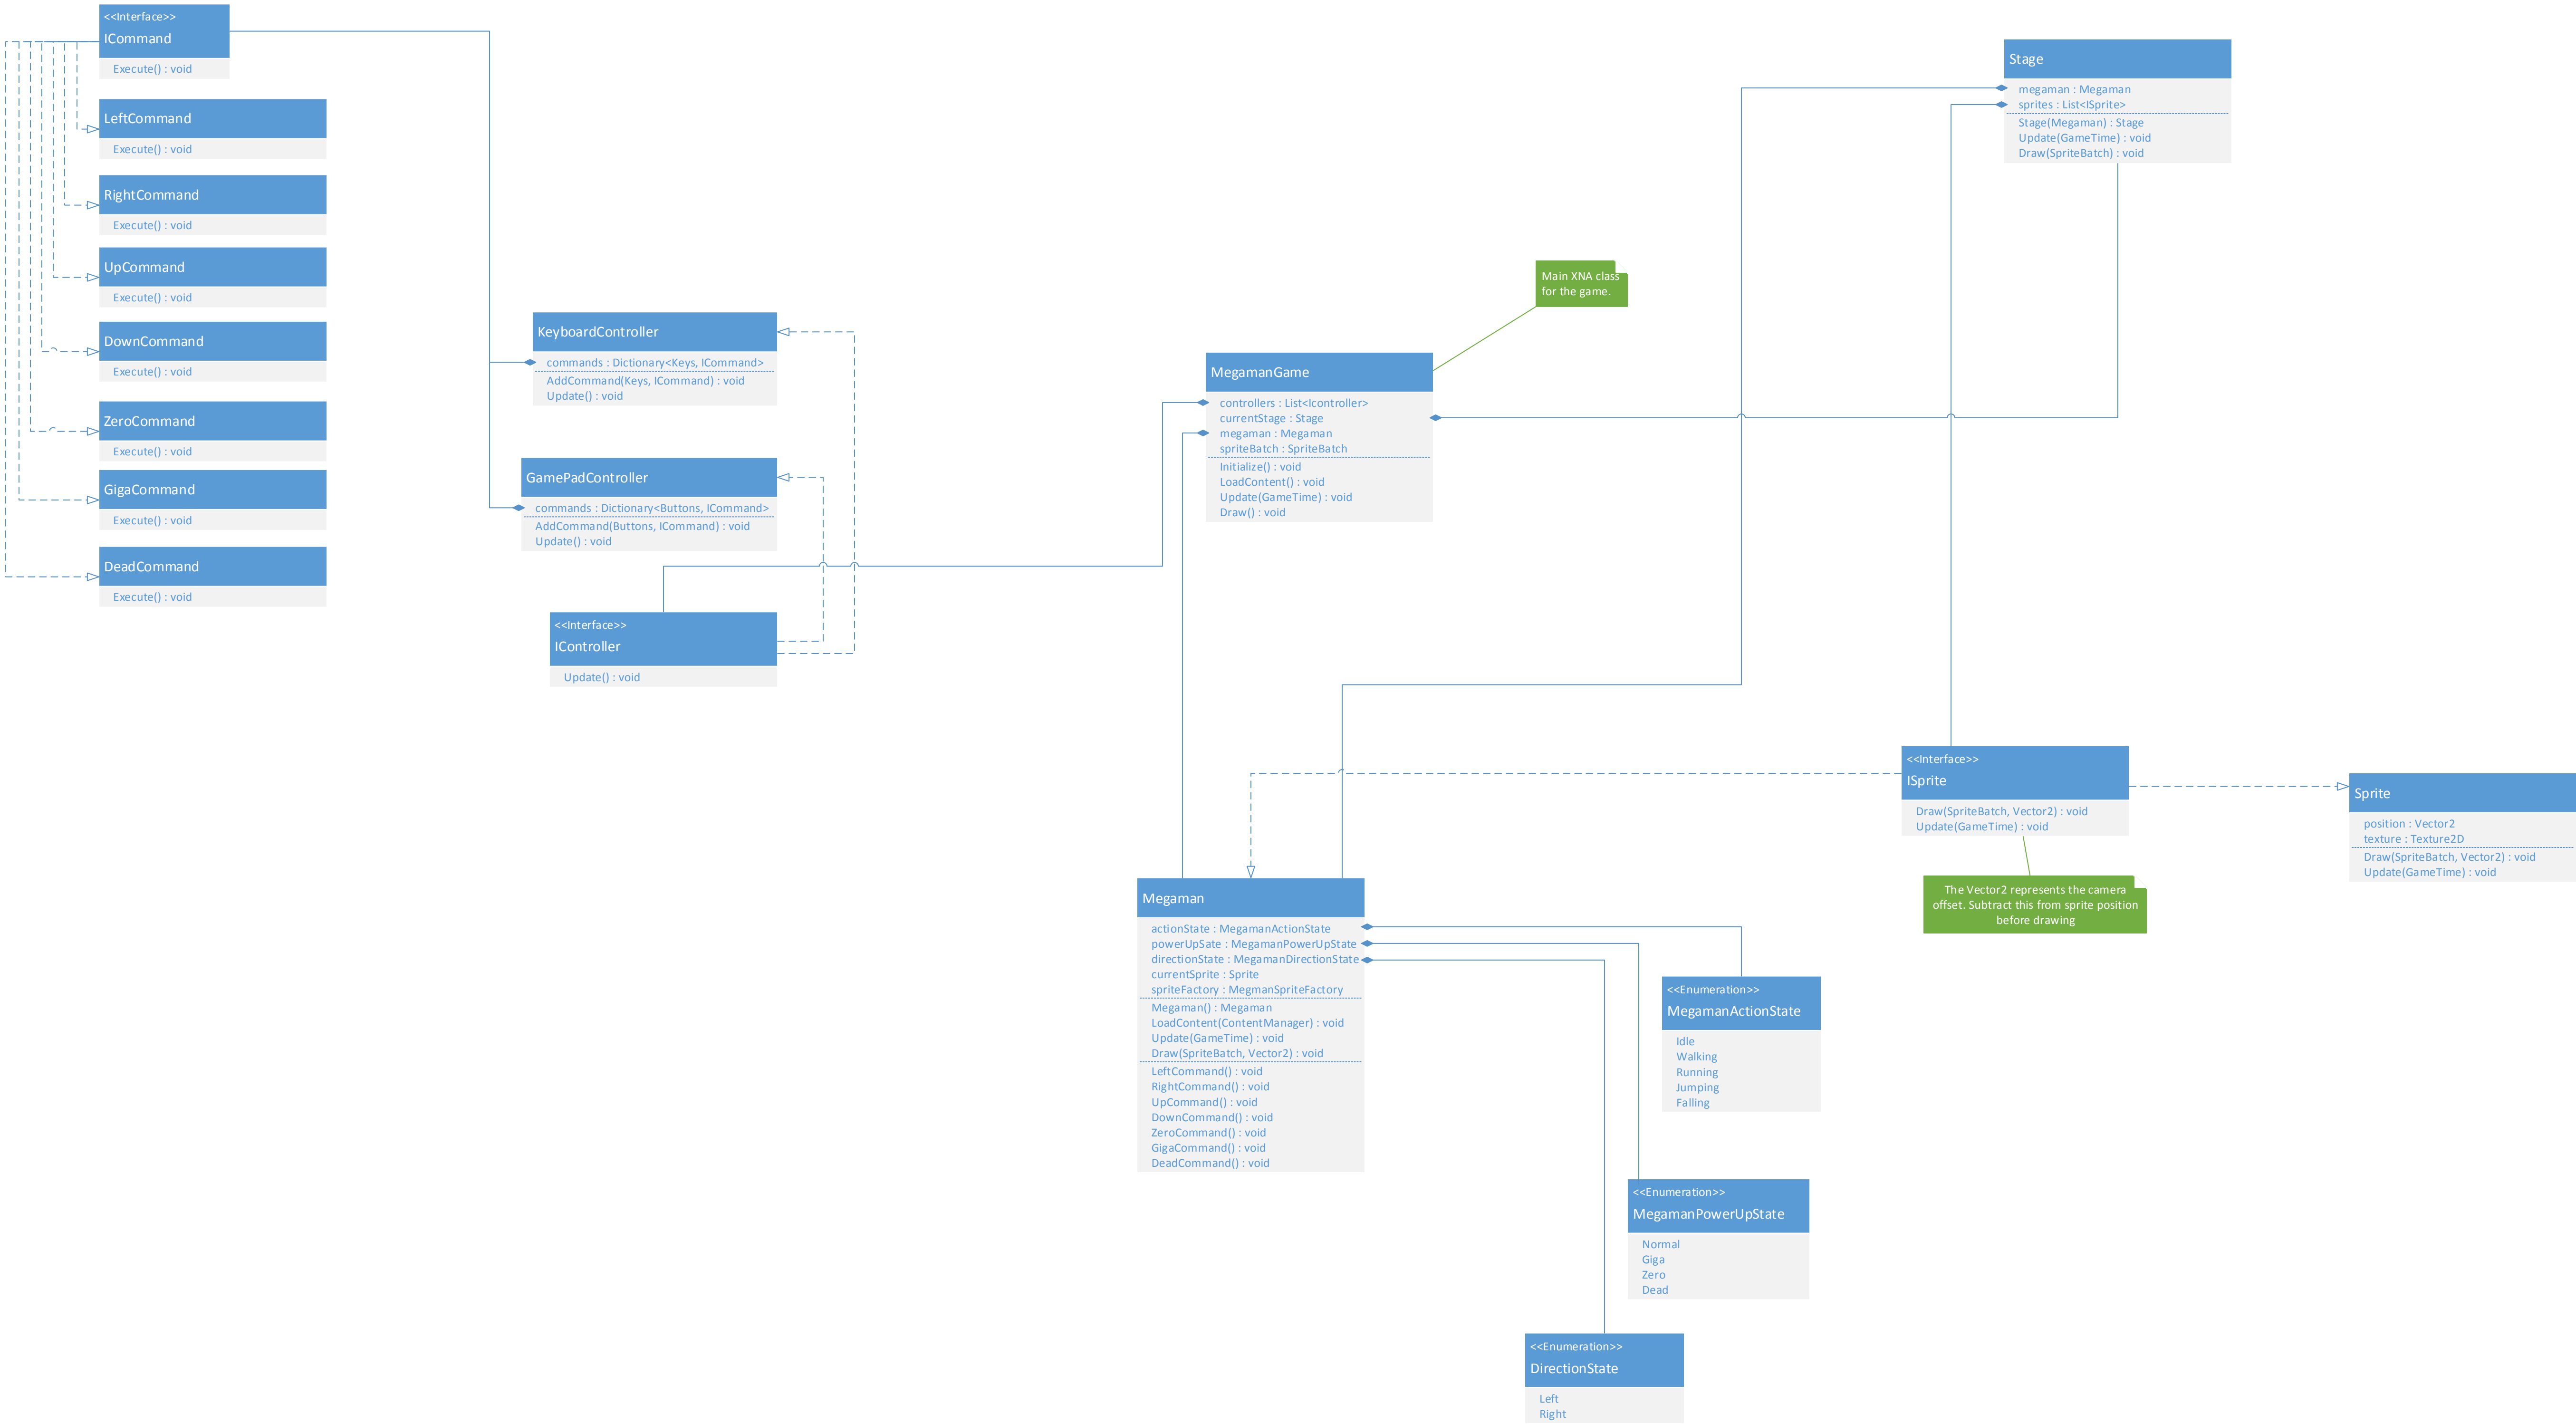 <<Interface>>
ICommand
Execute() : void
LeftCommand
Execute() : void
RightCommand
Execute() : void
UpCommand
Execute() : void
DownCommand
Execute() : void
ZeroCommand
Execute() : void
GigaCommand
Execute() : void
DeadCommand
Execute() : void
KeyboardController
commands : Dictionary<Keys, ICommand>
AddCommand(Keys, ICommand) : void
Update() : void
GamePadController
commands : Dictionary<Buttons, ICommand>
AddCommand(Buttons, ICommand) : void
Update() : void
<<Interface>>
IController
Update() : void
Main XNA class
for the game.
MegamanGame
controllers : List<Icontroller>
currentStage : Stage
megaman : Megaman
spriteBatch : SpriteBatch
Initialize() : void
LoadContent() : void
Update(GameTime) : void
Draw() : void
Stage
megaman : Megaman
sprites : List<ISprite>
Stage(Megaman) : Stage
Update(GameTime) : void
Draw(SpriteBatch) : void
<<Interface>>
ISprite
Draw(SpriteBatch, Vector2) : void
Update(GameTime) : void
The Vector2 represents the camera
offset. Subtract this from sprite position
before drawing
Sprite
position : Vector2
texture : Texture2D
Draw(SpriteBatch, Vector2) : void
Update(GameTime) : void
Megaman
actionState : MegamanActionState
powerUpSate : MegamanPowerUpState
directionState : MegamanDirectionState
currentSprite : Sprite
spriteFactory : MegmanSpriteFactory
Megaman() : Megaman
LoadContent(ContentManager) : void
Update(GameTime) : void
Draw(SpriteBatch, Vector2) : void
LeftCommand() : void
RightCommand() : void
UpCommand() : void
DownCommand() : void
ZeroCommand() : void
GigaCommand() : void
DeadCommand() : void
<<Enumeration>>
MegamanActionState
Idle
Walking
Running
Jumping
Falling
<<Enumeration>>
MegamanPowerUpState
Normal
Giga
Zero
Dead
<<Enumeration>>
DirectionState
Left
Right